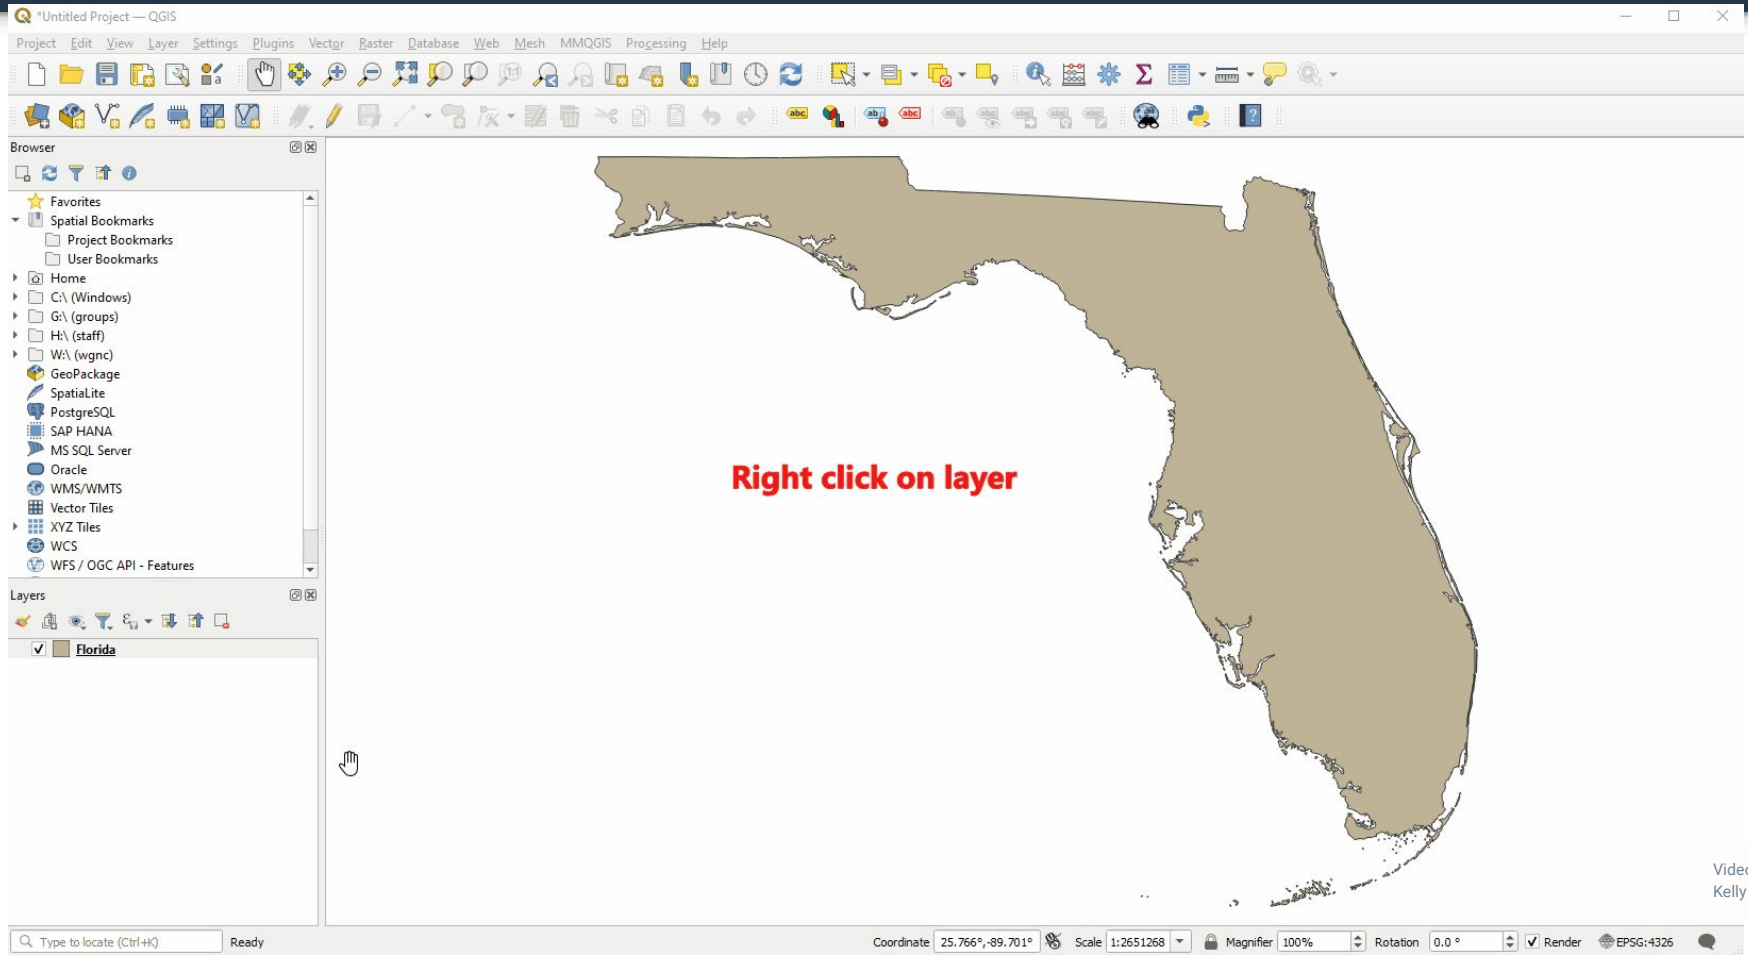 *Untitled Project — QGIS
Project Edit View Layer Settings Plugins Vector Raster Database Web Mesh MMQGIS Processing Help
Browser
Favorites
Spatial Bookmarks
Project Bookmarks
User Bookmarks
Home
C:\ (Windows)
G:\ (groups)
H:\ (staff)
W:\ (wgnc)
GeoPackage
SpatiaLite
PostgreSQL
SAP HANA
MS SQL Server
Oracle
WMS/WMTS
Vector Tiles
XYZ Tiles
WCS
WFS / OGC API - Features
Right click on layer
Layers
Florida
Video
Kelly
Type to locate (Ctrl+K) Ready Coordinate 25.766°,-89.701° Scale 1:2651268 Magnifier 100% Rotation 0.0 ° Render EPSG:4326